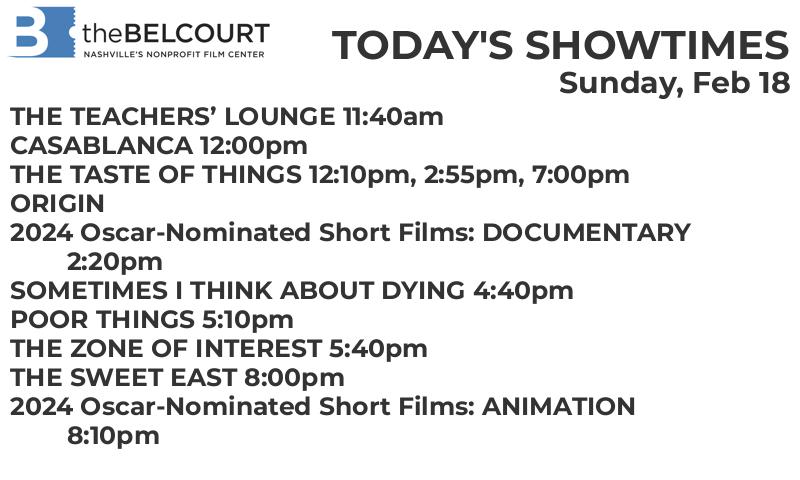 B theBELCOURT
NASHVILLE'S NONPROFIT FILM CENTER
TODAY'S SHOWTIMES
Sunday, Feb 18
THE TEACHERS’ LOUNGE 11:40am
CASABLANCA 12:00pm
THE TASTE OF THINGS 12:10pm, 2:55pm, 7:00pm
ORIGIN
2024 Oscar-Nominated Short Films: DOCUMENTARY
2:20pm
SOMETIMES I THINK ABOUT DYING 4:40pm
POOR THINGS 5:10pm
THE ZONE OF INTEREST 5:40pm
THE SWEET EAST 8:00pm
2024 Oscar-Nominated Short Films: ANIMATION
8:10pm